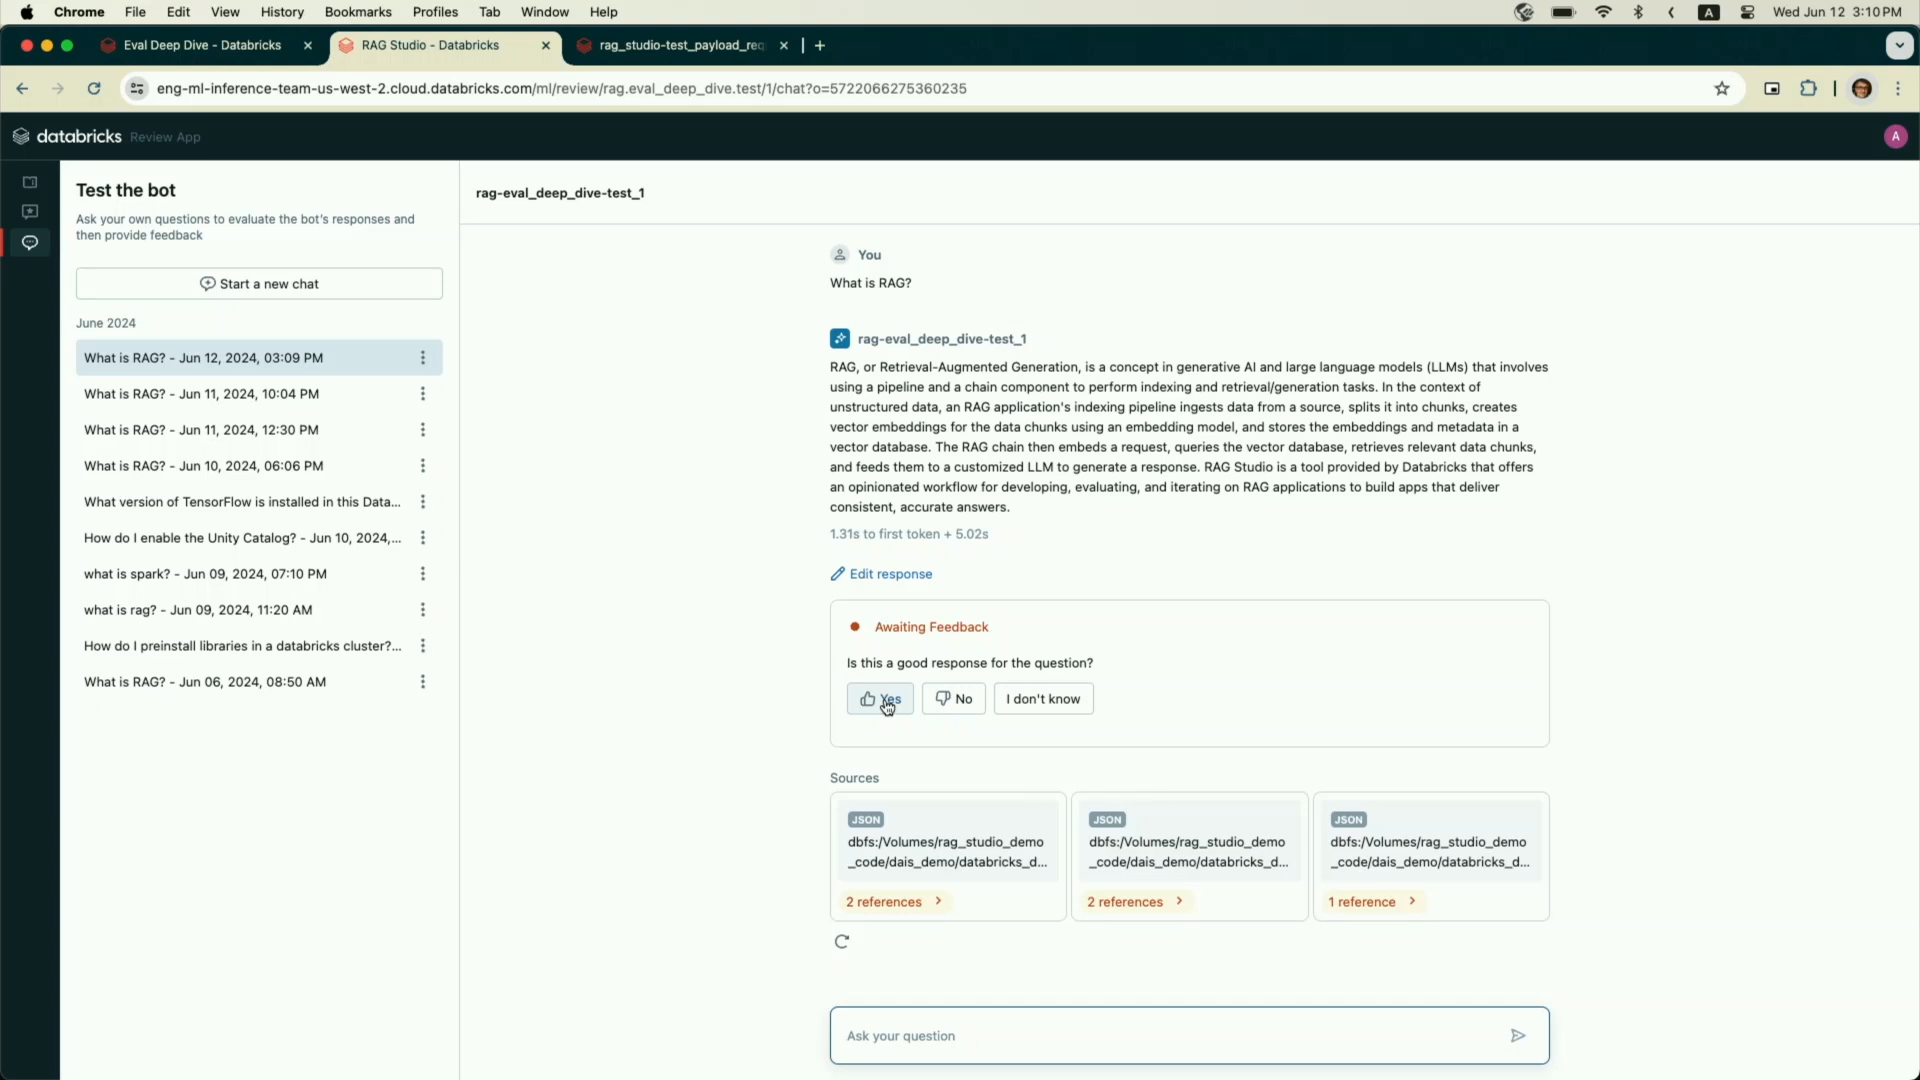 Chrome File Edit View History Bookmarks Profiles Tab Window Help A Wed Jun 12 3:10 PM
Eval Deep Dive - Databricks RAG Studio - Databricks rag_studio-test_payload_req
eng-ml-inference-team-us-west-2.cloud.databricks.com/ml/review/rag.eval_deep_dive.test/1/chat?o=5722066275360235
databricks Review App A
Test the bot
Ask your own questions to evaluate the bot's responses and
then provide feedback
Start a new chat
June 2024
What is RAG? - Jun 12, 2024, 03:09 PM
What is RAG? - Jun 11, 2024, 10:04 PM
What is RAG? - Jun 11, 2024, 12:30 PM
What is RAG? - Jun 10, 2024, 06:06 PM
What version of TensorFlow is installed in this Data...
How do I enable the Unity Catalog? - Jun 10, 2024,...
what is spark? - Jun 09, 2024, 07:10 PM
what is rag? - Jun 09, 2024, 11:20 AM
How do I preinstall libraries in a databricks cluster?...
What is RAG? - Jun 06, 2024, 08:50 AM
rag-eval_deep_dive-test_1
You
What is RAG?
rag-eval_deep_dive-test_1
RAG, or Retrieval-Augmented Generation, is a concept in generative AI and large language models (LLMs) that involves
using a pipeline and a chain component to perform indexing and retrieval/generation tasks. In the context of
unstructured data, an RAG application's indexing pipeline ingests data from a source, splits it into chunks, creates
vector embeddings for the data chunks using an embedding model, and stores the embeddings and metadata in a
vector database. The RAG chain then embeds a request, queries the vector database, retrieves relevant data chunks,
and feeds them to a customized LLM to generate a response. RAG Studio is a tool provided by Databricks that offers
an opinionated workflow for developing, evaluating, and iterating on RAG applications to build apps that deliver
consistent, accurate answers.
1.31s to first token + 5.02s
Edit response
Awaiting Feedback
Is this a good response for the question?
Yes No I don't know
Sources
JSON JSON JSON
dbfs:/Volumes/rag_studio_demo dbfs:/Volumes/rag_studio_demo dbfs:/Volumes/rag_studio_demo
_code/dais_demo/databricks_d... _code/dais_demo/databricks_d... _code/dais_demo/databricks_d...
2 references 2 references 1 reference
Ask your question